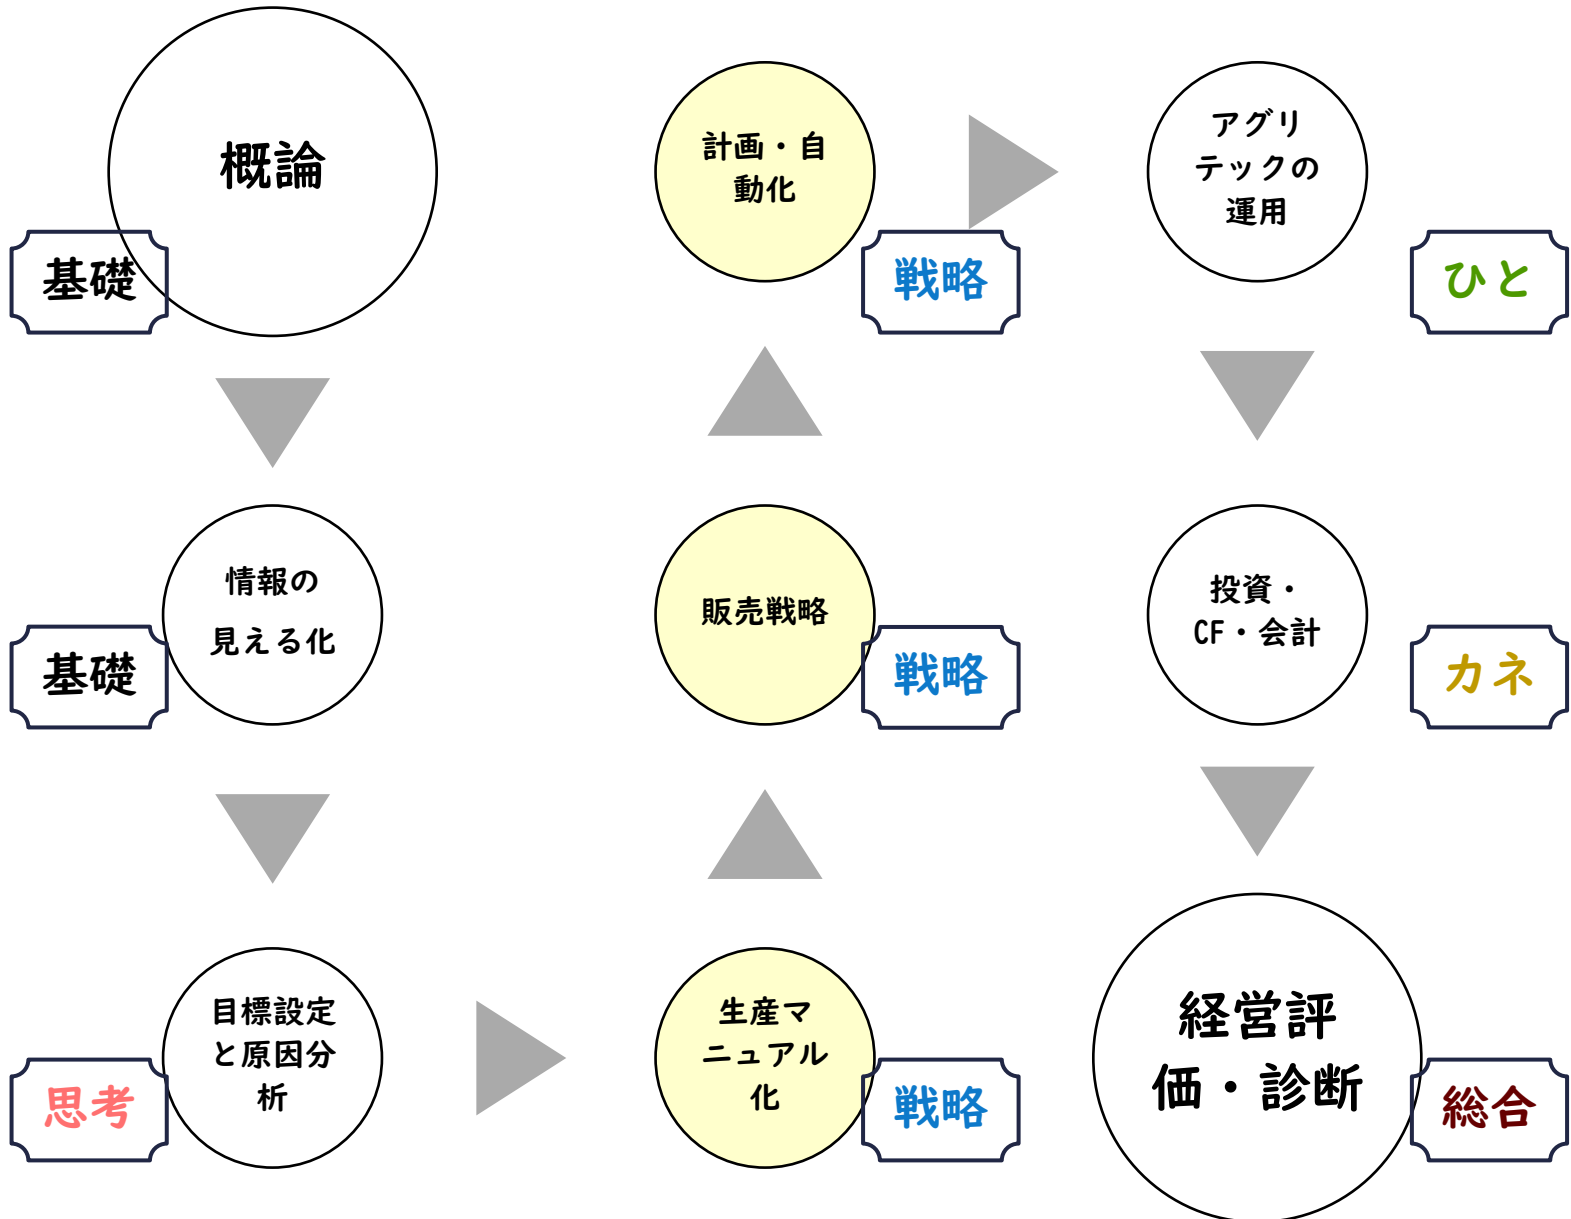 概論
基礎
情報の
見える化
基礎
目標設定
と原因分
析
思考
生産マ
ニュアル
化
戦略
販売戦略
戦略
計画・自
動化
戦略
アグリ
テックの
運用
ひと
投資・
CF・会計
カネ
経営評
価・診断
総合